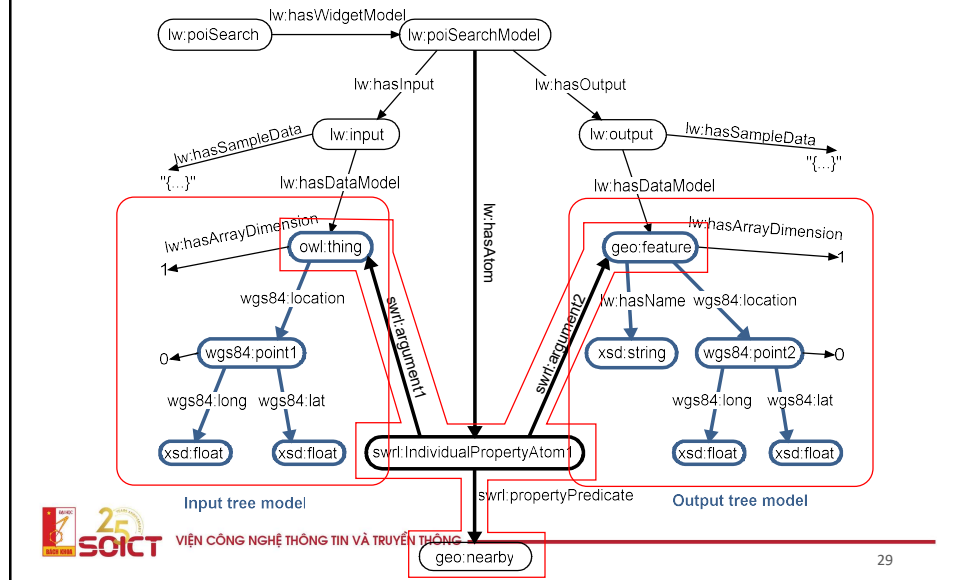 lw:hasWidgetModel
lw:poiSearch
lw:poiSearchModel
lw:hasInput
lw:hasOutput
lw:input
lw:output
lw:hasSampleData
lw:hasSampleData
"{...}"
"{...}"
lw:hasDataModel
lw:hasDataModel
lw:hasAtom
lw:hasArrayDimension
lw:hasArrayDimension
owl:thing
geo:feature
1
1
wgs84:location
lw:hasName
wgs84:location
swrl:argument1
swrl:argument2
0
wgs84:point1
xsd:string
wgs84:point2
0
wgs84:long
wgs84:lat
wgs84:long
wgs84:lat
xsd:float
xsd:float
swrl:IndividualPropertyAtom1
xsd:float
xsd:float
Input tree model
swrl:propertyPredicate
Output tree model
ĐẠI HỌC
BÁCH KHOA
25
SOICT
VIỆN CÔNG NGHỆ THÔNG TIN VÀ TRUYỀN THÔNG
geo:nearby
29